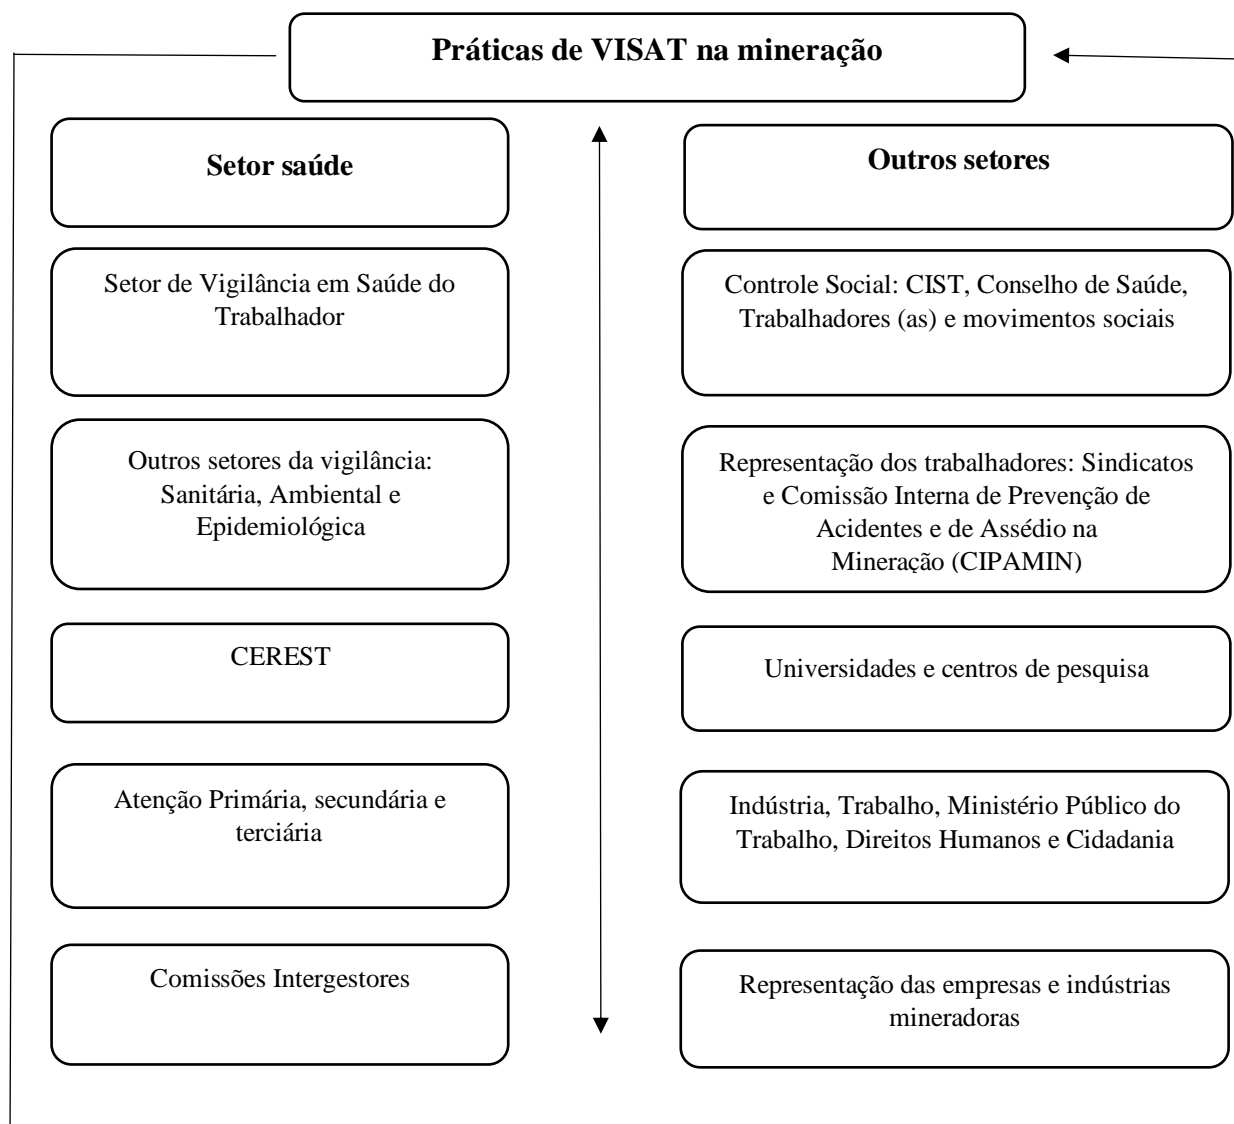 Práticas de VISAT na mineração
Setor saúde
Setor de Vigilância em Saúde do
Trabalhador
Outros setores da vigilância:
Sanitária, Ambiental e
Epidemiológica
CEREST
Atenção Primária, secundária e
terciária
Comissões Intergestores
Outros setores
Controle Social: CIST, Conselho de Saúde,
Trabalhadores (as) e movimentos sociais
Representação dos trabalhadores: Sindicatos
e Comissão Interna de Prevenção de
Acidentes e de Assédio na
Mineração (CIPAMIN)
Universidades e centros de pesquisa
Indústria, Trabalho, Ministério Público do
Trabalho, Direitos Humanos e Cidadania
Representação das empresas e indústrias
mineradoras